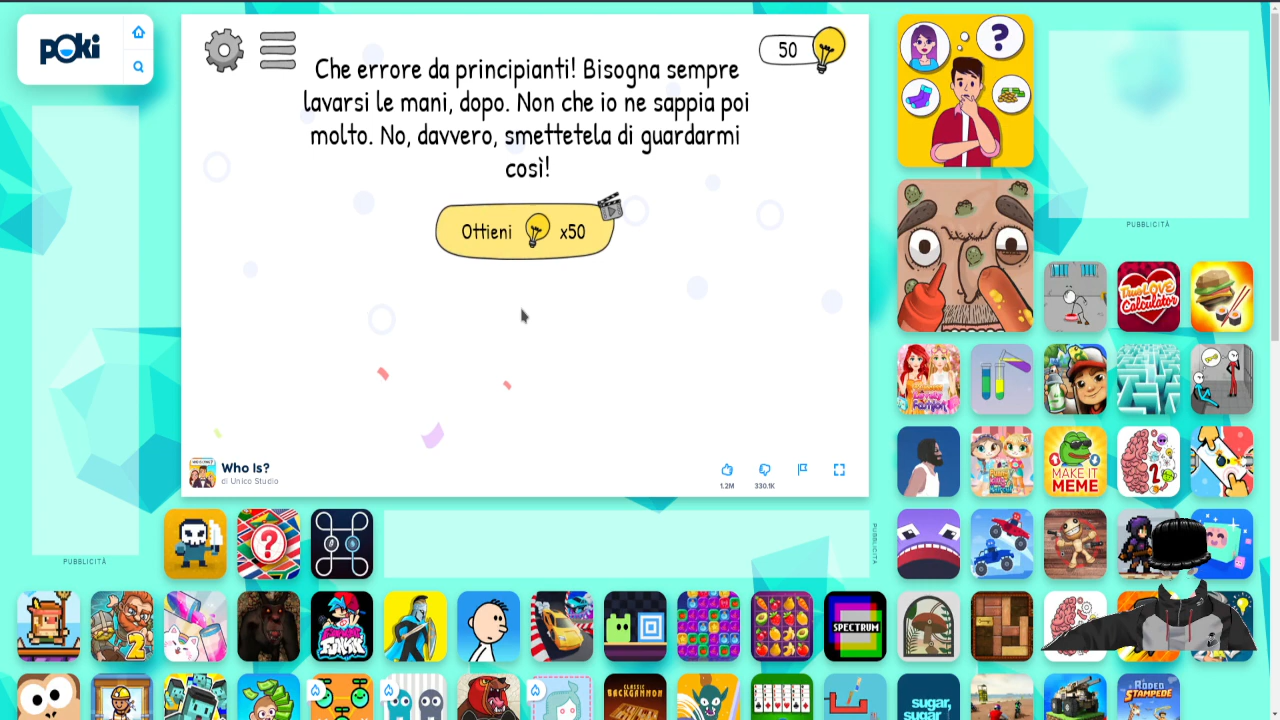 poki
50
Che errore da principianti! Bisogna sempre
lavarsi le mani, dopo. Non che io ne sappia poi
molto. No, davvero, smettetela di guardarmi
così!
Ottieni x50
Who Is?
di Unico Studio
1.2M
330.1K
PUBBLICITÀ
PUBBLICITÀ
PUBBLICITÀ
True LOVE
Calculator
MAKE IT
MEME
2
?
2
SPECTRUM
CLASSIC
BACKGAMMON
sugar,
sugar
RODEO
STAMPEDE